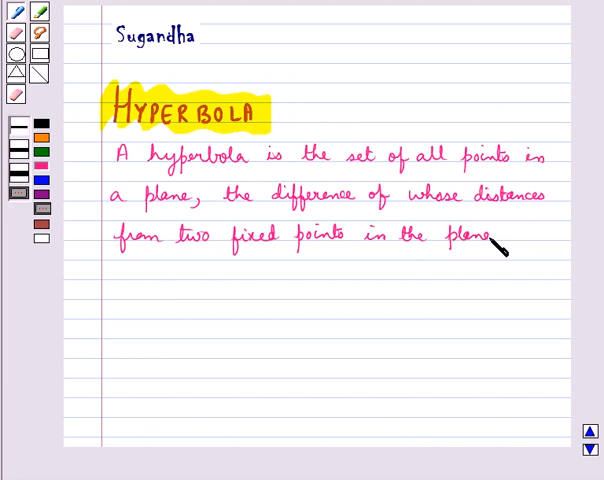 Sugandha
HYPERBOLA
A hyperbola is the set of all points in
a plane, the difference of whose distances
from two fixed points in the plane